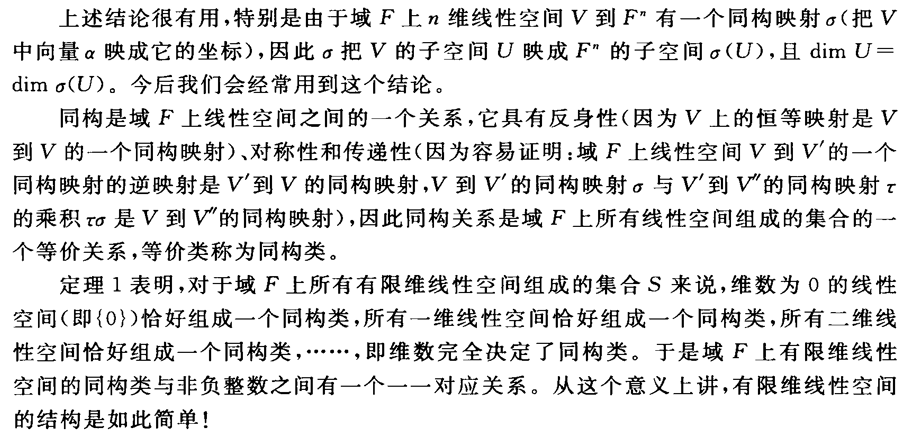 上述结论很有用,特别是由于域 F 上 n 维线性空间 V 到 Fⁿ 有一个同构映射 σ(把 V
中向量 α 映成它的坐标),因此 σ 把 V 的子空间 U 映成 Fⁿ 的子空间 σ(U),且 dim U=
dim σ(U)。今后我们会经常用到这个结论。
同构是域 F 上线性空间之间的一个关系,它具有反身性(因为 V 上的恒等映射是 V
到 V 的一个同构映射)、对称性和传递性(因为容易证明:域 F 上线性空间 V 到 V′的一个
同构映射的逆映射是 V′到 V 的同构映射,V 到 V′的同构映射 σ 与 V′到 V″的同构映射 τ
的乘积 τσ 是 V 到 V″的同构映射),因此同构关系是域 F 上所有线性空间组成的集合的一
个等价关系,等价类称为同构类。
定理 1 表明,对于域 F 上所有有限维线性空间组成的集合 S 来说,维数为 0 的线性
空间(即{0})恰好组成一个同构类,所有一维线性空间恰好组成一个同构类,所有二维线
性空间恰好组成一个同构类,……,即维数完全决定了同构类。于是域 F 上有限维线性
空间的同构类与非负整数之间有一个一一对应关系。从这个意义上讲,有限维线性空间
的结构是如此简单!